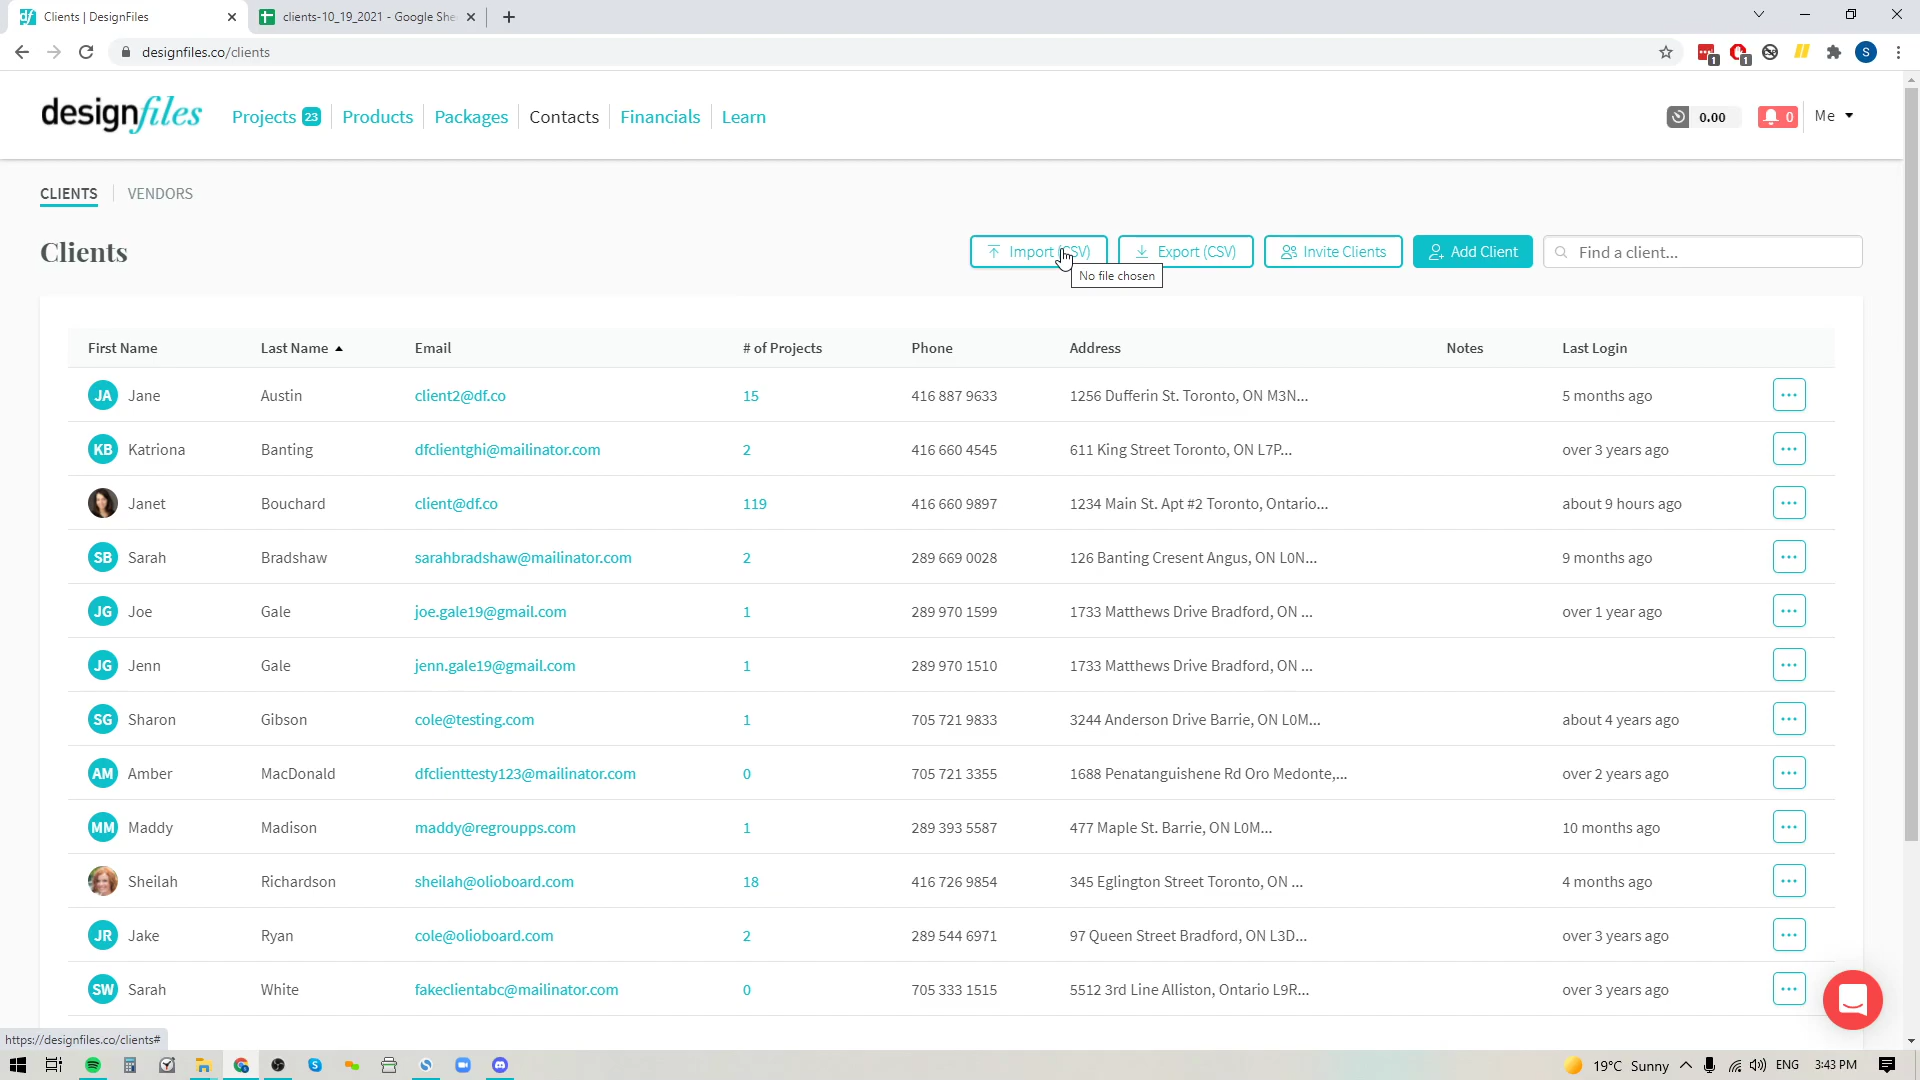 Clients | DesignFiles
clients-10_19_2021 - Google She
designfiles.co/clients
1
1
S
designfiles
Projects 23
Products
Packages
Contacts
Financials
Learn
0.00
0
Me
CLIENTS
VENDORS
Clients
Import (CSV)
Export (CSV)
Invite Clients
Add Client
Find a client...
No file chosen
First Name Last Name Email # of Projects Phone Address Notes Last Login
JA Jane Austin client2@df.co 15 416 887 9633 1256 Dufferin St. Toronto, ON M3N... 5 months ago
KB Katriona Banting dfclientghi@mailinator.com 2 416 660 4545 611 King Street Toronto, ON L7P... over 3 years ago
Janet Bouchard client@df.co 119 416 660 9897 1234 Main St. Apt #2 Toronto, Ontario... about 9 hours ago
SB Sarah Bradshaw sarahbradshaw@mailinator.com 2 289 669 0028 126 Banting Cresent Angus, ON L0N... 9 months ago
JG Joe Gale joe.gale19@gmail.com 1 289 970 1599 1733 Matthews Drive Bradford, ON ... over 1 year ago
JG Jenn Gale jenn.gale19@gmail.com 1 289 970 1510 1733 Matthews Drive Bradford, ON ...
SG Sharon Gibson cole@testing.com 1 705 721 9833 3244 Anderson Drive Barrie, ON L0M... about 4 years ago
AM Amber MacDonald dfclienttesty123@mailinator.com 0 705 721 3355 1688 Penatanguishene Rd Oro Medonte,... over 2 years ago
MM Maddy Madison maddy@regroupps.com 1 289 393 5587 477 Maple St. Barrie, ON L0M... 10 months ago
Sheilah Richardson sheilah@olioboard.com 18 416 726 9854 345 Eglington Street Toronto, ON ... 4 months ago
JR Jake Ryan cole@olioboard.com 2 289 544 6971 97 Queen Street Bradford, ON L3D... over 3 years ago
SW Sarah White fakeclientabc@mailinator.com 0 705 333 1515 5512 3rd Line Alliston, Ontario L9R... over 3 years ago
https://designfiles.co/clients#
19°C Sunny
ENG
3:43 PM